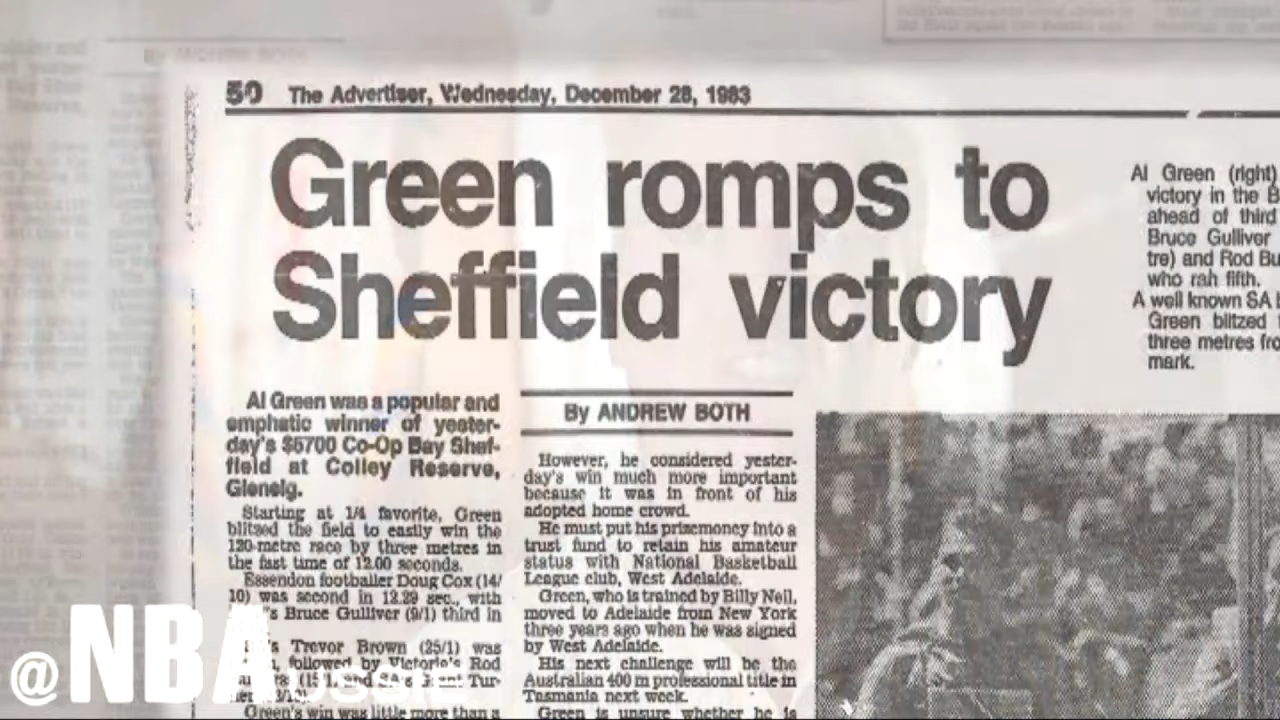 50 The Advertiser, Wednesday, December 28, 1983
Green romps to
Sheffield victory
Al Green was a popular and
emphatic winner of yester-
day's $5700 Co-Op Bay Shef-
field at Colley Reserve,
Glenelg.
Starting at 1/4 favorite, Green
blitzed the field to easily win the
120-metre race by three metres in
the fast time of 12.00 seconds.
Essendon footballer Doug Cox (14/
10) was second in 12.29 sec., with
's Bruce Gulliver (9/1) third in
Trevor Brown (25/1) was
, followed by Victoria's Rod
Green's win was little more than a
By ANDREW BOTH
However, he considered yester-
day's win much more important
because it was in front of his
adopted home crowd.
He must put his prizemoney into a
trust fund to retain his amateur
status with National Basketball
League club, West Adelaide.
Green, who is trained by Billy Neil,
moved to Adelaide from New York
three years ago when he was signed
by West Adelaide.
His next challenge will be the
Australian 400 m professional title in
Tasmania next week.
Green is unsure whether he is
Al Green (right)
victory in the B
ahead of third
Bruce Gulliver
tre) and Rod Bu
who rah fifth.
A well known SA
Green blitzed
three metres fro
mark.
@NBA